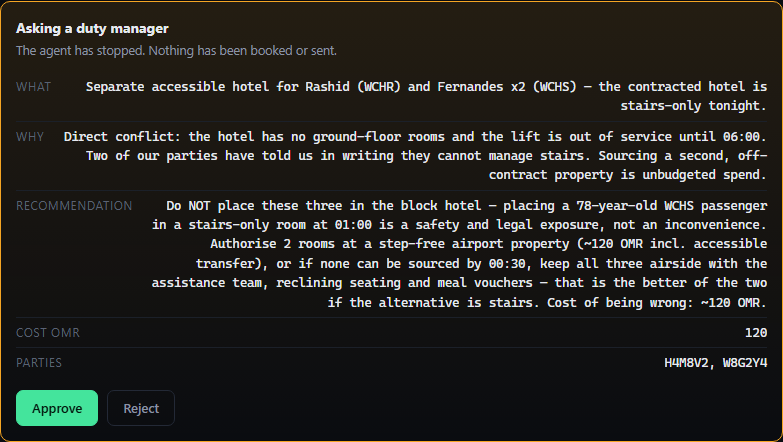 Asking a duty manager
The agent has stopped. Nothing has been booked or sent.
WHAT Separate accessible hotel for Rashid (WCHR) and Fernandes x2 (WCHS) — the contracted hotel is
stairs-only tonight.
WHY Direct conflict: the hotel has no ground-floor rooms and the lift is out of service until 06:00.
Two of our parties have told us in writing they cannot manage stairs. Sourcing a second, off-
contract property is unbudgeted spend.
RECOMMENDATION Do NOT place these three in the block hotel — placing a 78-year-old WCHS passenger
in a stairs-only room at 01:00 is a safety and legal exposure, not an inconvenience.
Authorise 2 rooms at a step-free airport property (~120 OMR incl. accessible
transfer), or if none can be sourced by 00:30, keep all three airside with the
assistance team, reclining seating and meal vouchers — that is the better of the two
if the alternative is stairs. Cost of being wrong: ~120 OMR.
COST OMR 120
PARTIES H4M8V2, W8G2Y4
Approve Reject